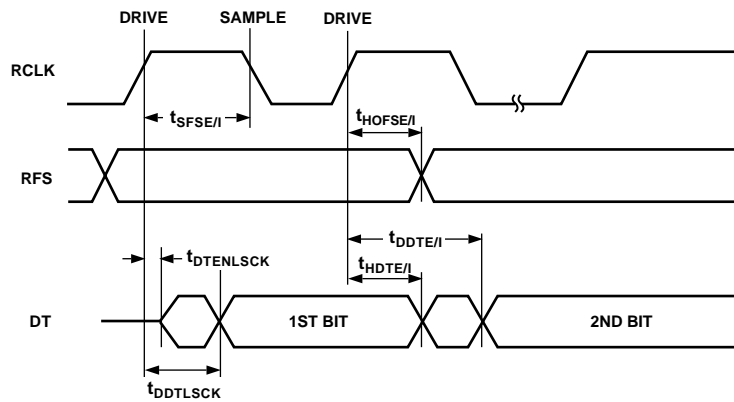 DRIVE SAMPLE DRIVE
RCLK
tSFSE/I
tHOFSE/I
RFS
tDDTE/I
tDTENLSCK
tHDTE/I
DT
1ST BIT
2ND BIT
tDDTLSCK